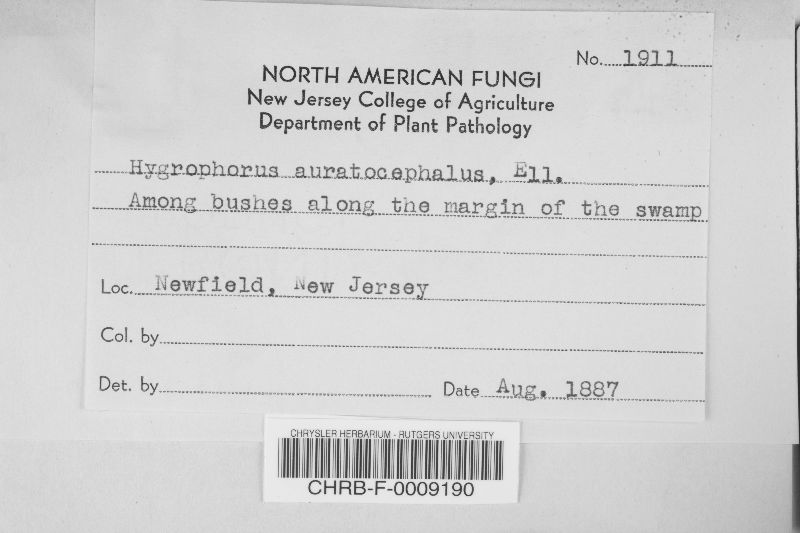 No. 1911
NORTH AMERICAN FUNGI
New Jersey College of Agriculture
Department of Plant Pathology
Hygrophorus auratocephalus, Ell.
Among bushes along the margin of the swamp
Loc. Newfield, New Jersey
Col. by
Det. by Date Aug. 1887
CHRYSLER HERBARIUM - RUTGERS UNIVERSITY
CHRB-F-0009190